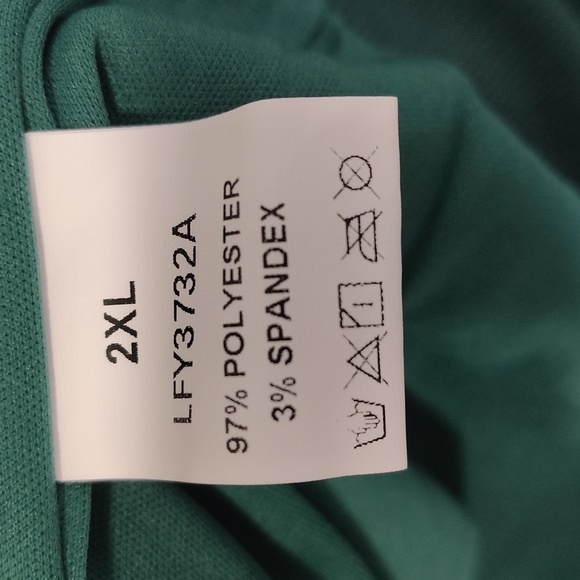 2XL
LFY3732A
97% POLYESTER
3% SPANDEX